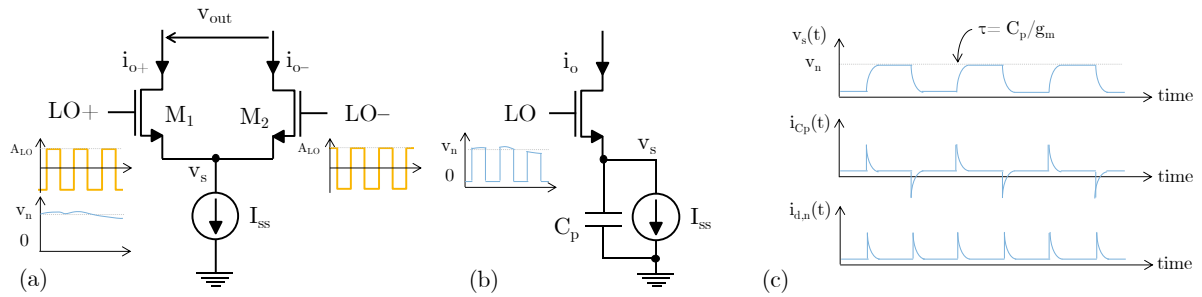 v_out
i_o+
i_o−
LO+
M_1
M_2
LO−
A_LO
A_LO
v_s
v_n
0
I_ss
(a)
i_o
LO
v_n
0
v_s
C_p
I_ss
(b)
v_s(t)
τ= C_p/g_m
v_n
time
i_Cp(t)
time
i_d,n(t)
time
(c)